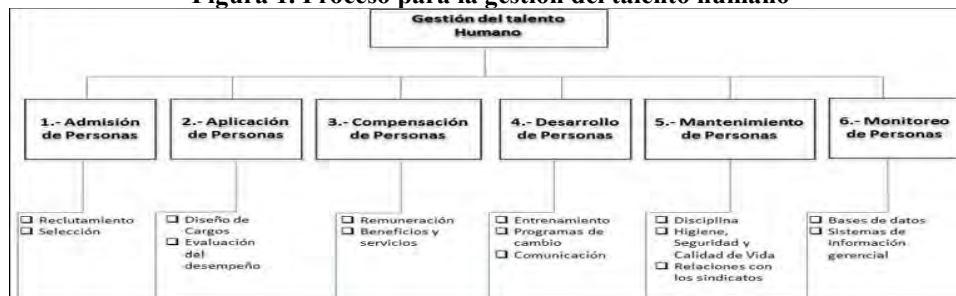 Figura 1. Proceso para la gestión del talento humano
Gestión del talento
Humano
1.- Admisión
de Personas
2.- Aplicación
de Personas
3.- Compensación
de Personas
4.- Desarrollo
de Personas
5.- Mantenimiento
de Personas
6.- Monitoreo
de Personas
❑ Reclutamiento
❑ Selección
❑ Diseño de
Cargos
❑ Evaluación
del
desempeño
❑ Remuneración
❑ Beneficios y
servicios
❑ Entrenamiento
❑ Programas de
cambio
❑ Comunicación
❑ Disciplina
❑ Higiene,
Seguridad y
Calidad de Vida
❑ Relaciones con
los sindicatos
❑ Bases de datos
❑ Sistemas de
información
gerencial